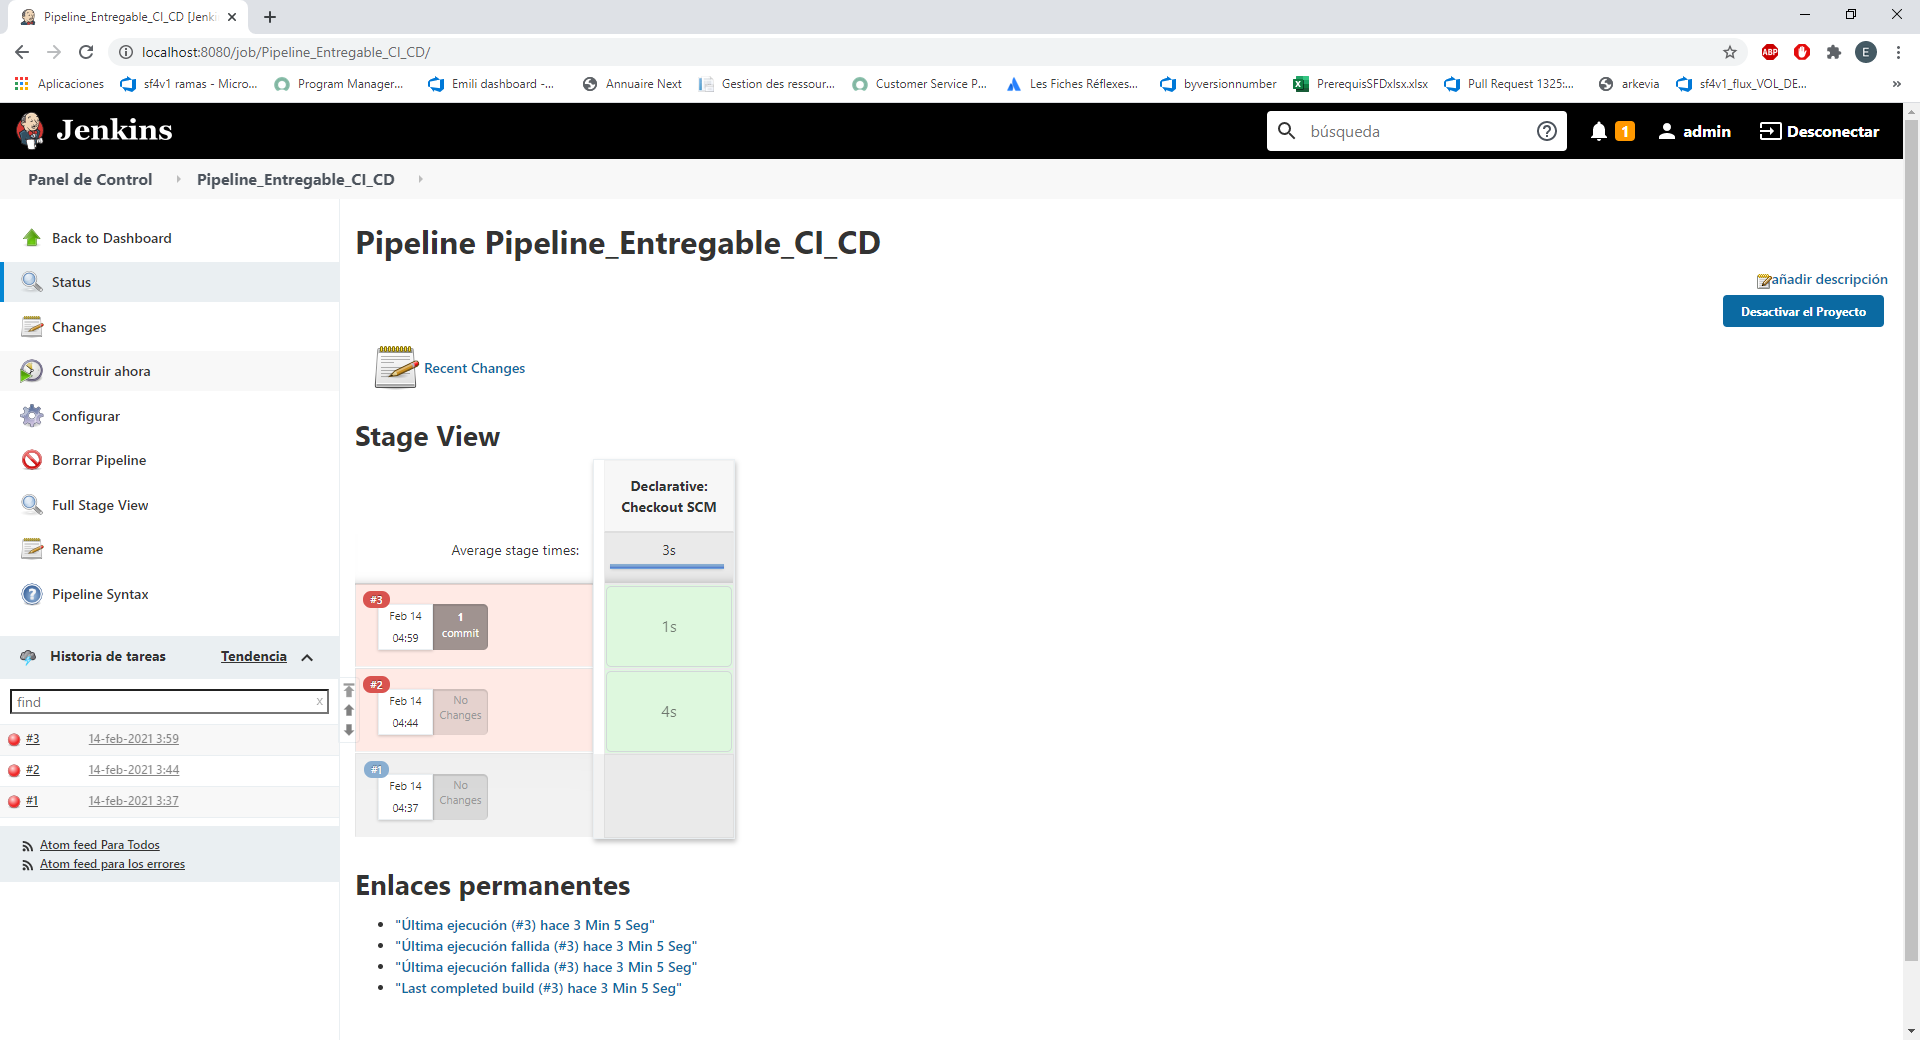 Pipeline_Entregable_CI_CD [Jenki
localhost:8080/job/Pipeline_Entregable_CI_CD/
ABP
E
Aplicaciones
sf4v1 ramas - Micro...
Program Manager...
Emili dashboard -...
Annuaire Next
Gestion des ressour...
Customer Service P...
Les Fiches Réflexes...
byversionnumber
PrerequisSFDxlsx.xlsx
Pull Request 1325:...
arkevia
sf4v1_flux_VOL_DE...
»
Jenkins
búsqueda
1
admin
Desconectar
Panel de Control
Pipeline_Entregable_CI_CD
Back to Dashboard
Status
Changes
Construir ahora
Configurar
Borrar Pipeline
Full Stage View
Rename
Pipeline Syntax
Historia de tareas
Tendencia
find
x
#3 14-feb-2021 3:59
#2 14-feb-2021 3:44
#1 14-feb-2021 3:37
Atom feed Para Todos
Atom feed para los errores
Pipeline Pipeline_Entregable_CI_CD
añadir descripción
Desactivar el Proyecto
Recent Changes
Stage View
Declarative:
Checkout SCM
Average stage times:
3s
#3
Feb 14
04:59
1
commit
1s
#2
Feb 14
04:44
No
Changes
4s
#1
Feb 14
04:37
No
Changes
Enlaces permanentes
"Última ejecución (#3) hace 3 Min 5 Seg"
"Última ejecución fallida (#3) hace 3 Min 5 Seg"
"Última ejecución fallida (#3) hace 3 Min 5 Seg"
"Last completed build (#3) hace 3 Min 5 Seg"